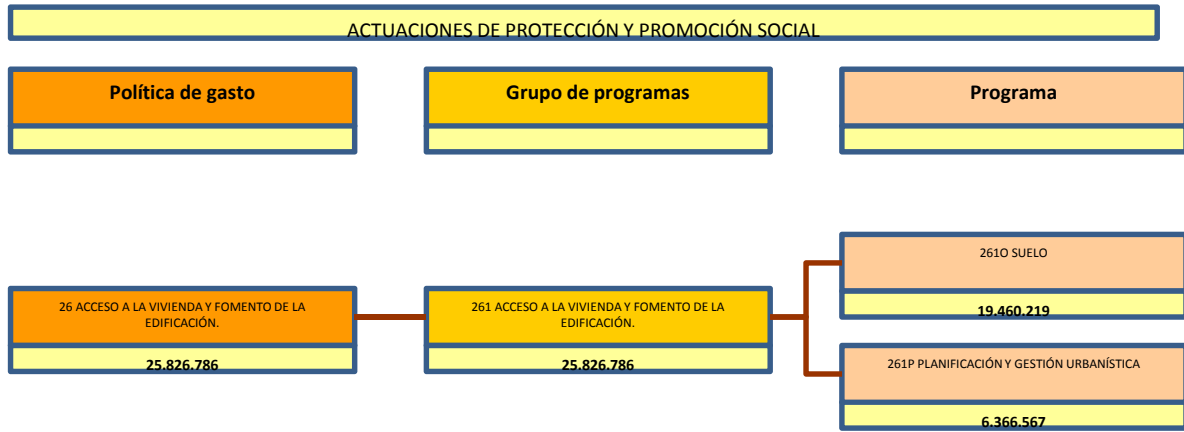 ACTUACIONES DE PROTECCIÓN Y PROMOCIÓN SOCIAL
Política de gasto
Grupo de programas
Programa
26 ACCESO A LA VIVIENDA Y FOMENTO DE LA
EDIFICACIÓN.
25.826.786
261 ACCESO A LA VIVIENDA Y FOMENTO DE LA
EDIFICACIÓN.
25.826.786
261O SUELO
19.460.219
261P PLANIFICACIÓN Y GESTIÓN URBANÍSTICA
6.366.567